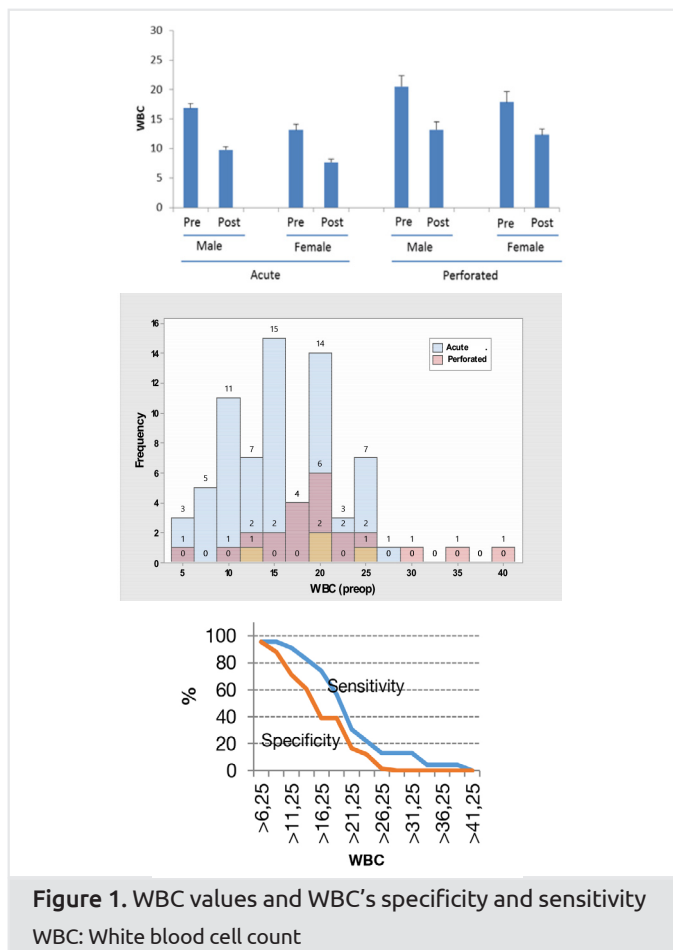 30
25
20
15
10
5
0
WBC
Pre Post Pre Post Pre Post Pre Post
Male Female Male Female
Acute Perforated
16
14
12
10
8
6
4
2
0
Frequency
Acute .
Perforated
3 5 11 7 15 4 14 3 7 1 1 1 1
6
1 1 2 2 2 2 2
0 0 0 1 0 0 0 1 0 0 0 0 0 0
5 10 15 20 25 30 35 40
WBC (preop)
100
80
60
40
20
0
%
Sensitivity
Specificity
>6,25 >11,25 >16,25 >21,25 >26,25 >31,25 >36,25 >41,25
WBC
Figure 1. WBC values and WBC’s specificity and sensitivity
WBC: White blood cell count